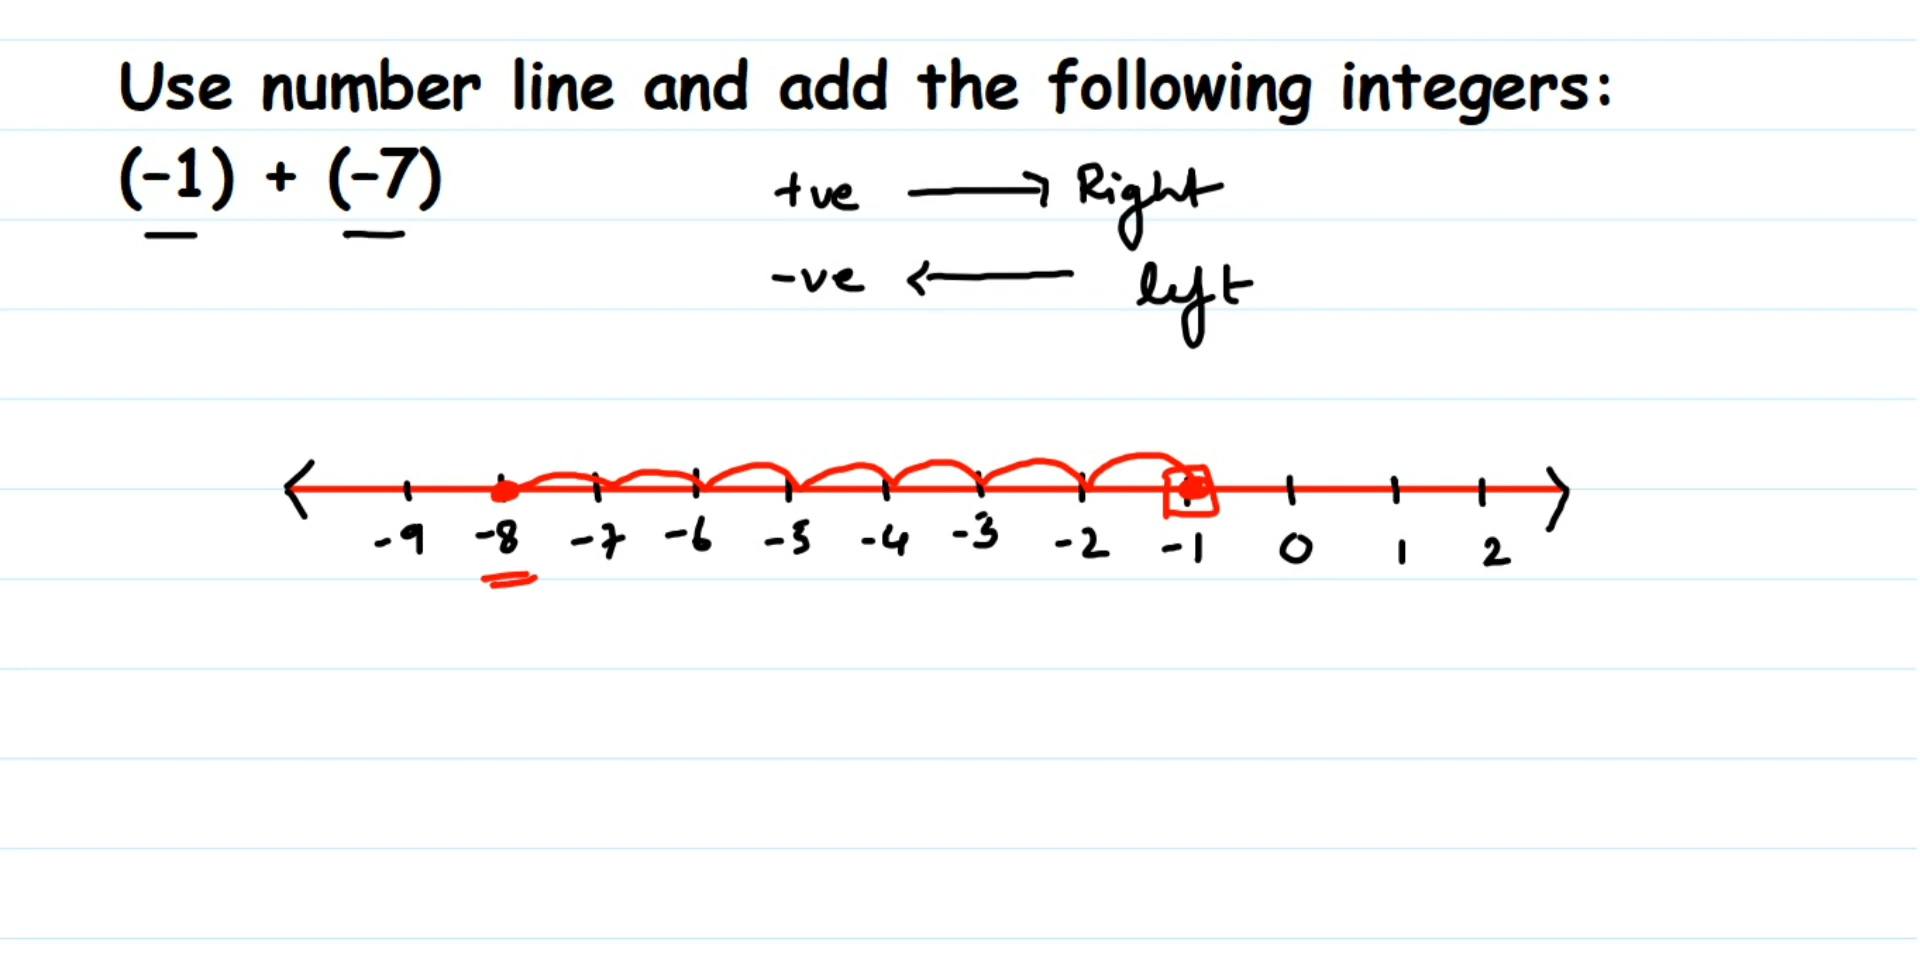 Use number line and add the following integers:
(-1) + (-7)
+ve → Right
-ve ← left
-9 -8 -7 -6 -5 -4 -3 -2 -1 0 1 2